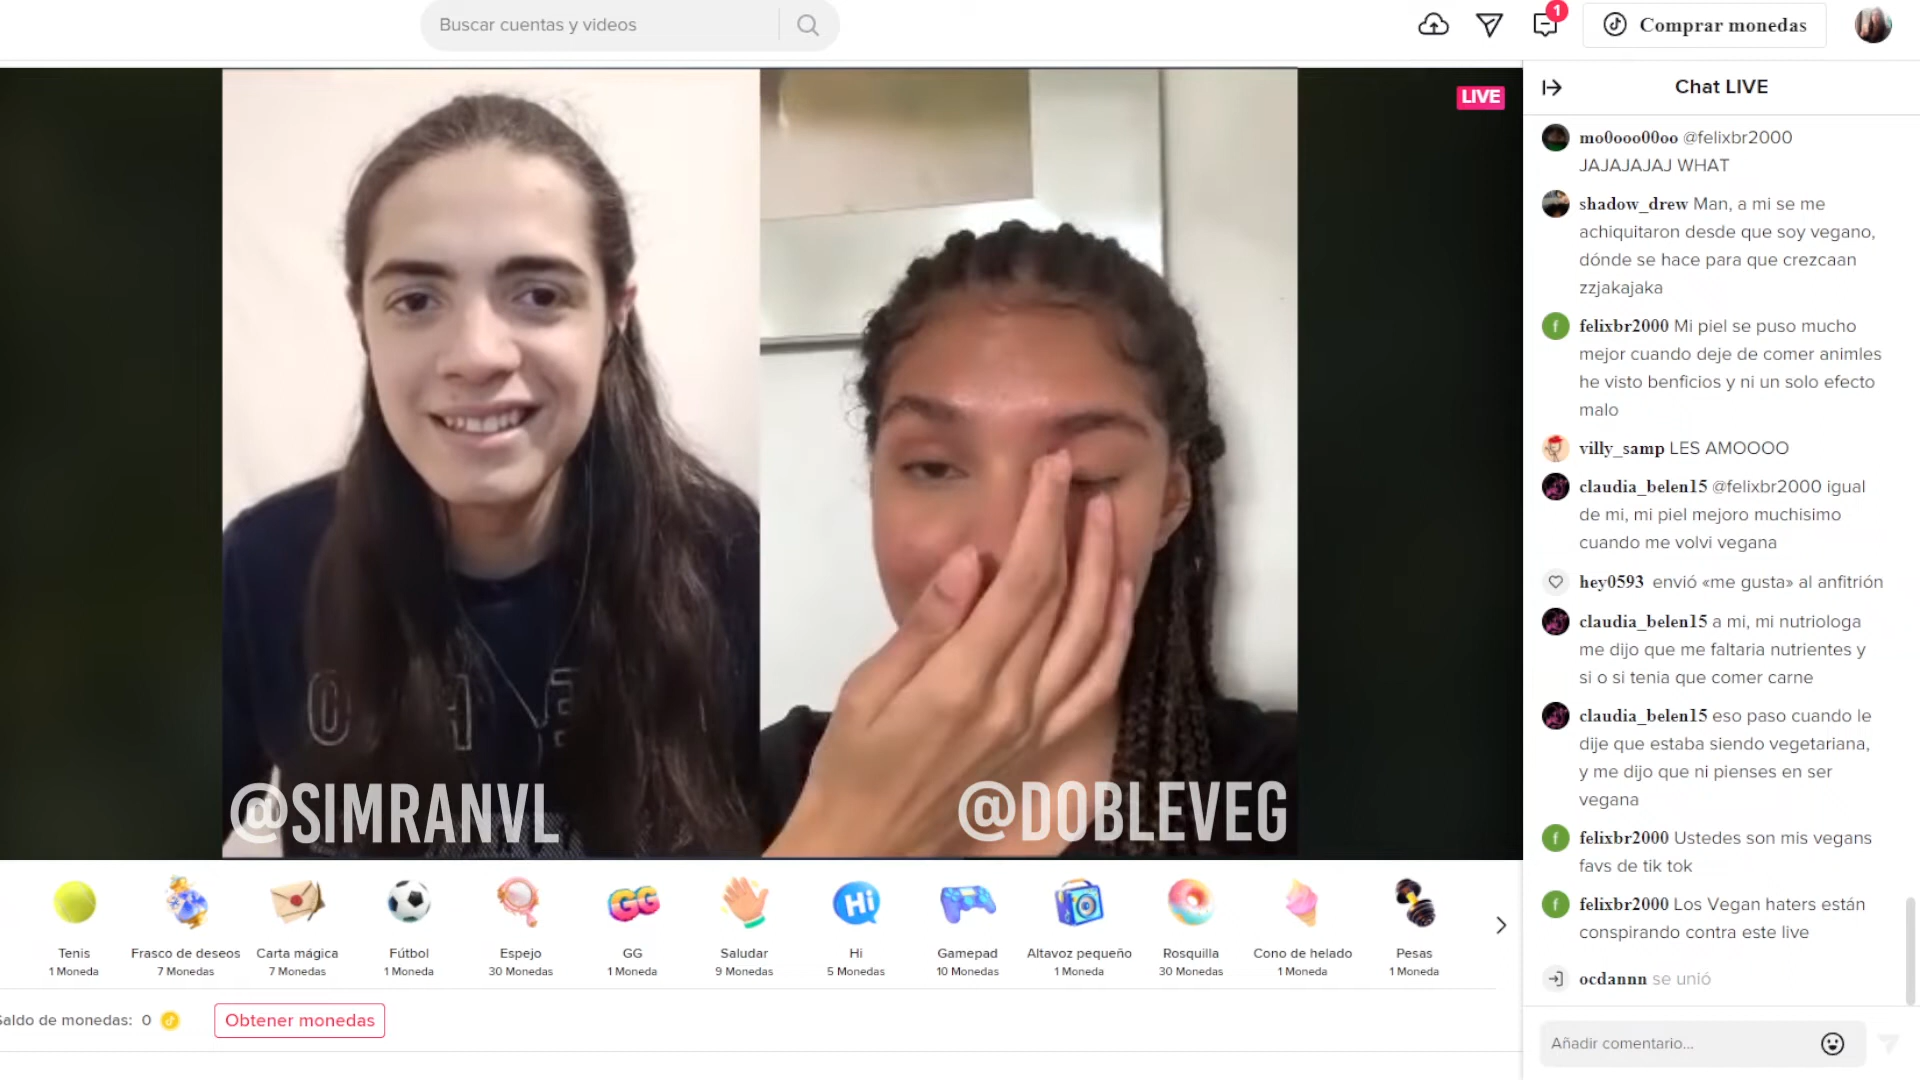 Buscar cuentas y videos
1
Comprar monedas
LIVE
Chat LIVE
mo0ooo00oo @felixbr2000
JAJAJAJAJ WHAT
shadow_drew Man, a mi se me
achiquitaron desde que soy vegano,
dónde se hace para que crezcaan
zzjakajaka
f
felixbr2000 Mi piel se puso mucho
mejor cuando deje de comer animles
he visto benficios y ni un solo efecto
malo
villy_samp LES AMOOOO
claudia_belen15 @felixbr2000 igual
de mi, mi piel mejoro muchisimo
cuando me volvi vegana
hey0593 envió «me gusta» al anfitrión
claudia_belen15 a mi, mi nutriologa
me dijo que me faltaria nutrientes y
si o si tenia que comer carne
claudia_belen15 eso paso cuando le
dije que estaba siendo vegetariana,
y me dijo que ni pienses en ser
vegana
f
felixbr2000 Ustedes son mis vegans
favs de tik tok
f
felixbr2000 Los Vegan haters están
conspirando contra este live
ocdannn se unió
Añadir comentario...
@SIMRANVL
@DOBLEVEG
GG
Hi
Tenis
1 Moneda
Frasco de deseos
7 Monedas
Carta mágica
7 Monedas
Fútbol
1 Moneda
Espejo
30 Monedas
GG
1 Moneda
Saludar
9 Monedas
Hi
5 Monedas
Gamepad
10 Monedas
Altavoz pequeño
1 Moneda
Rosquilla
30 Monedas
Cono de helado
1 Moneda
Pesas
1 Moneda
Saldo de monedas: 0
Obtener monedas